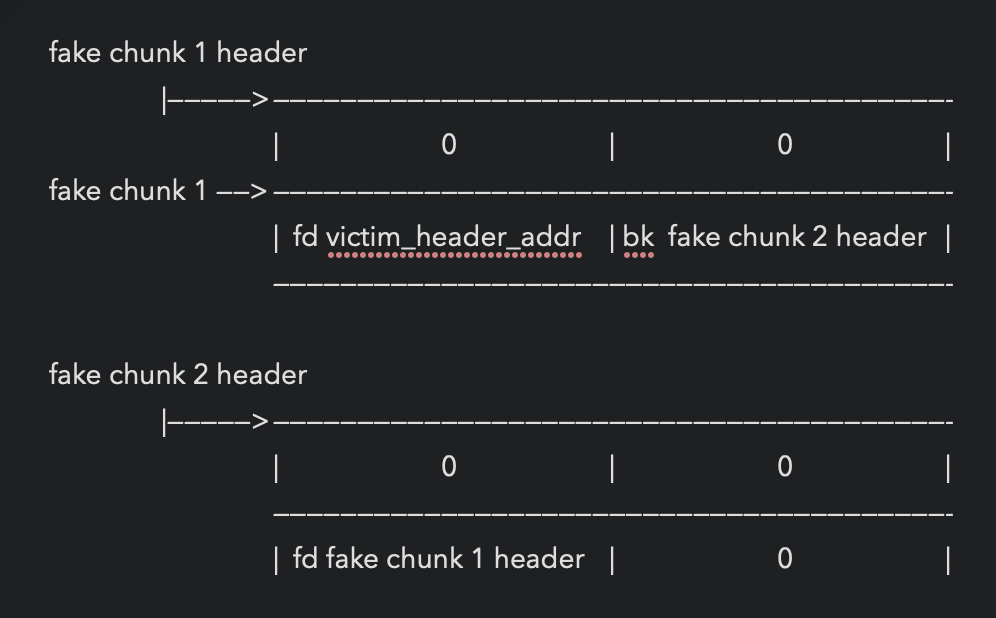 fake chunk 1 header
|-----> -----------------------------------------
| 0 | 0 |
fake chunk 1 --> -----------------------------------------
| fd victim_header_addr | bk fake chunk 2 header |
-----------------------------------------
fake chunk 2 header
|-----> -----------------------------------------
| 0 | 0 |
-----------------------------------------
| fd fake chunk 1 header | 0 |